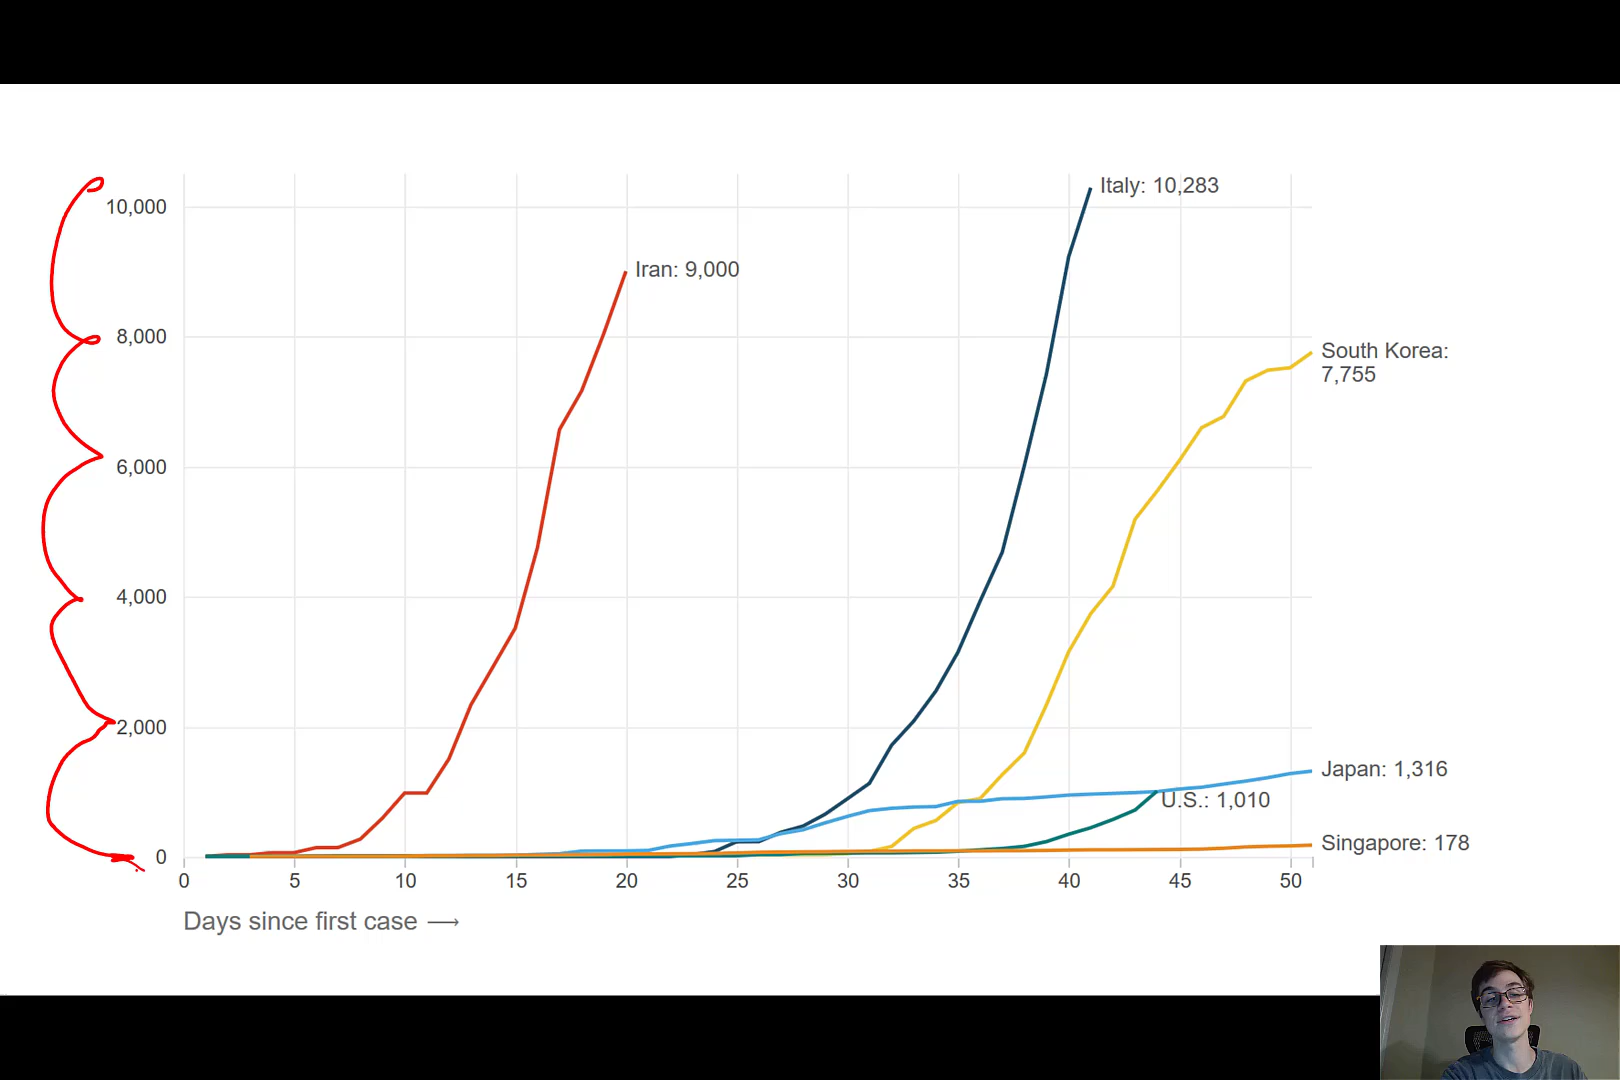 10,000
8,000
6,000
4,000
2,000
0
Italy: 10,283
Iran: 9,000
South Korea:
7,755
Japan: 1,316
U.S.: 1,010
Singapore: 178
0 5 10 15 20 25 30 35 40 45 50
Days since first case →